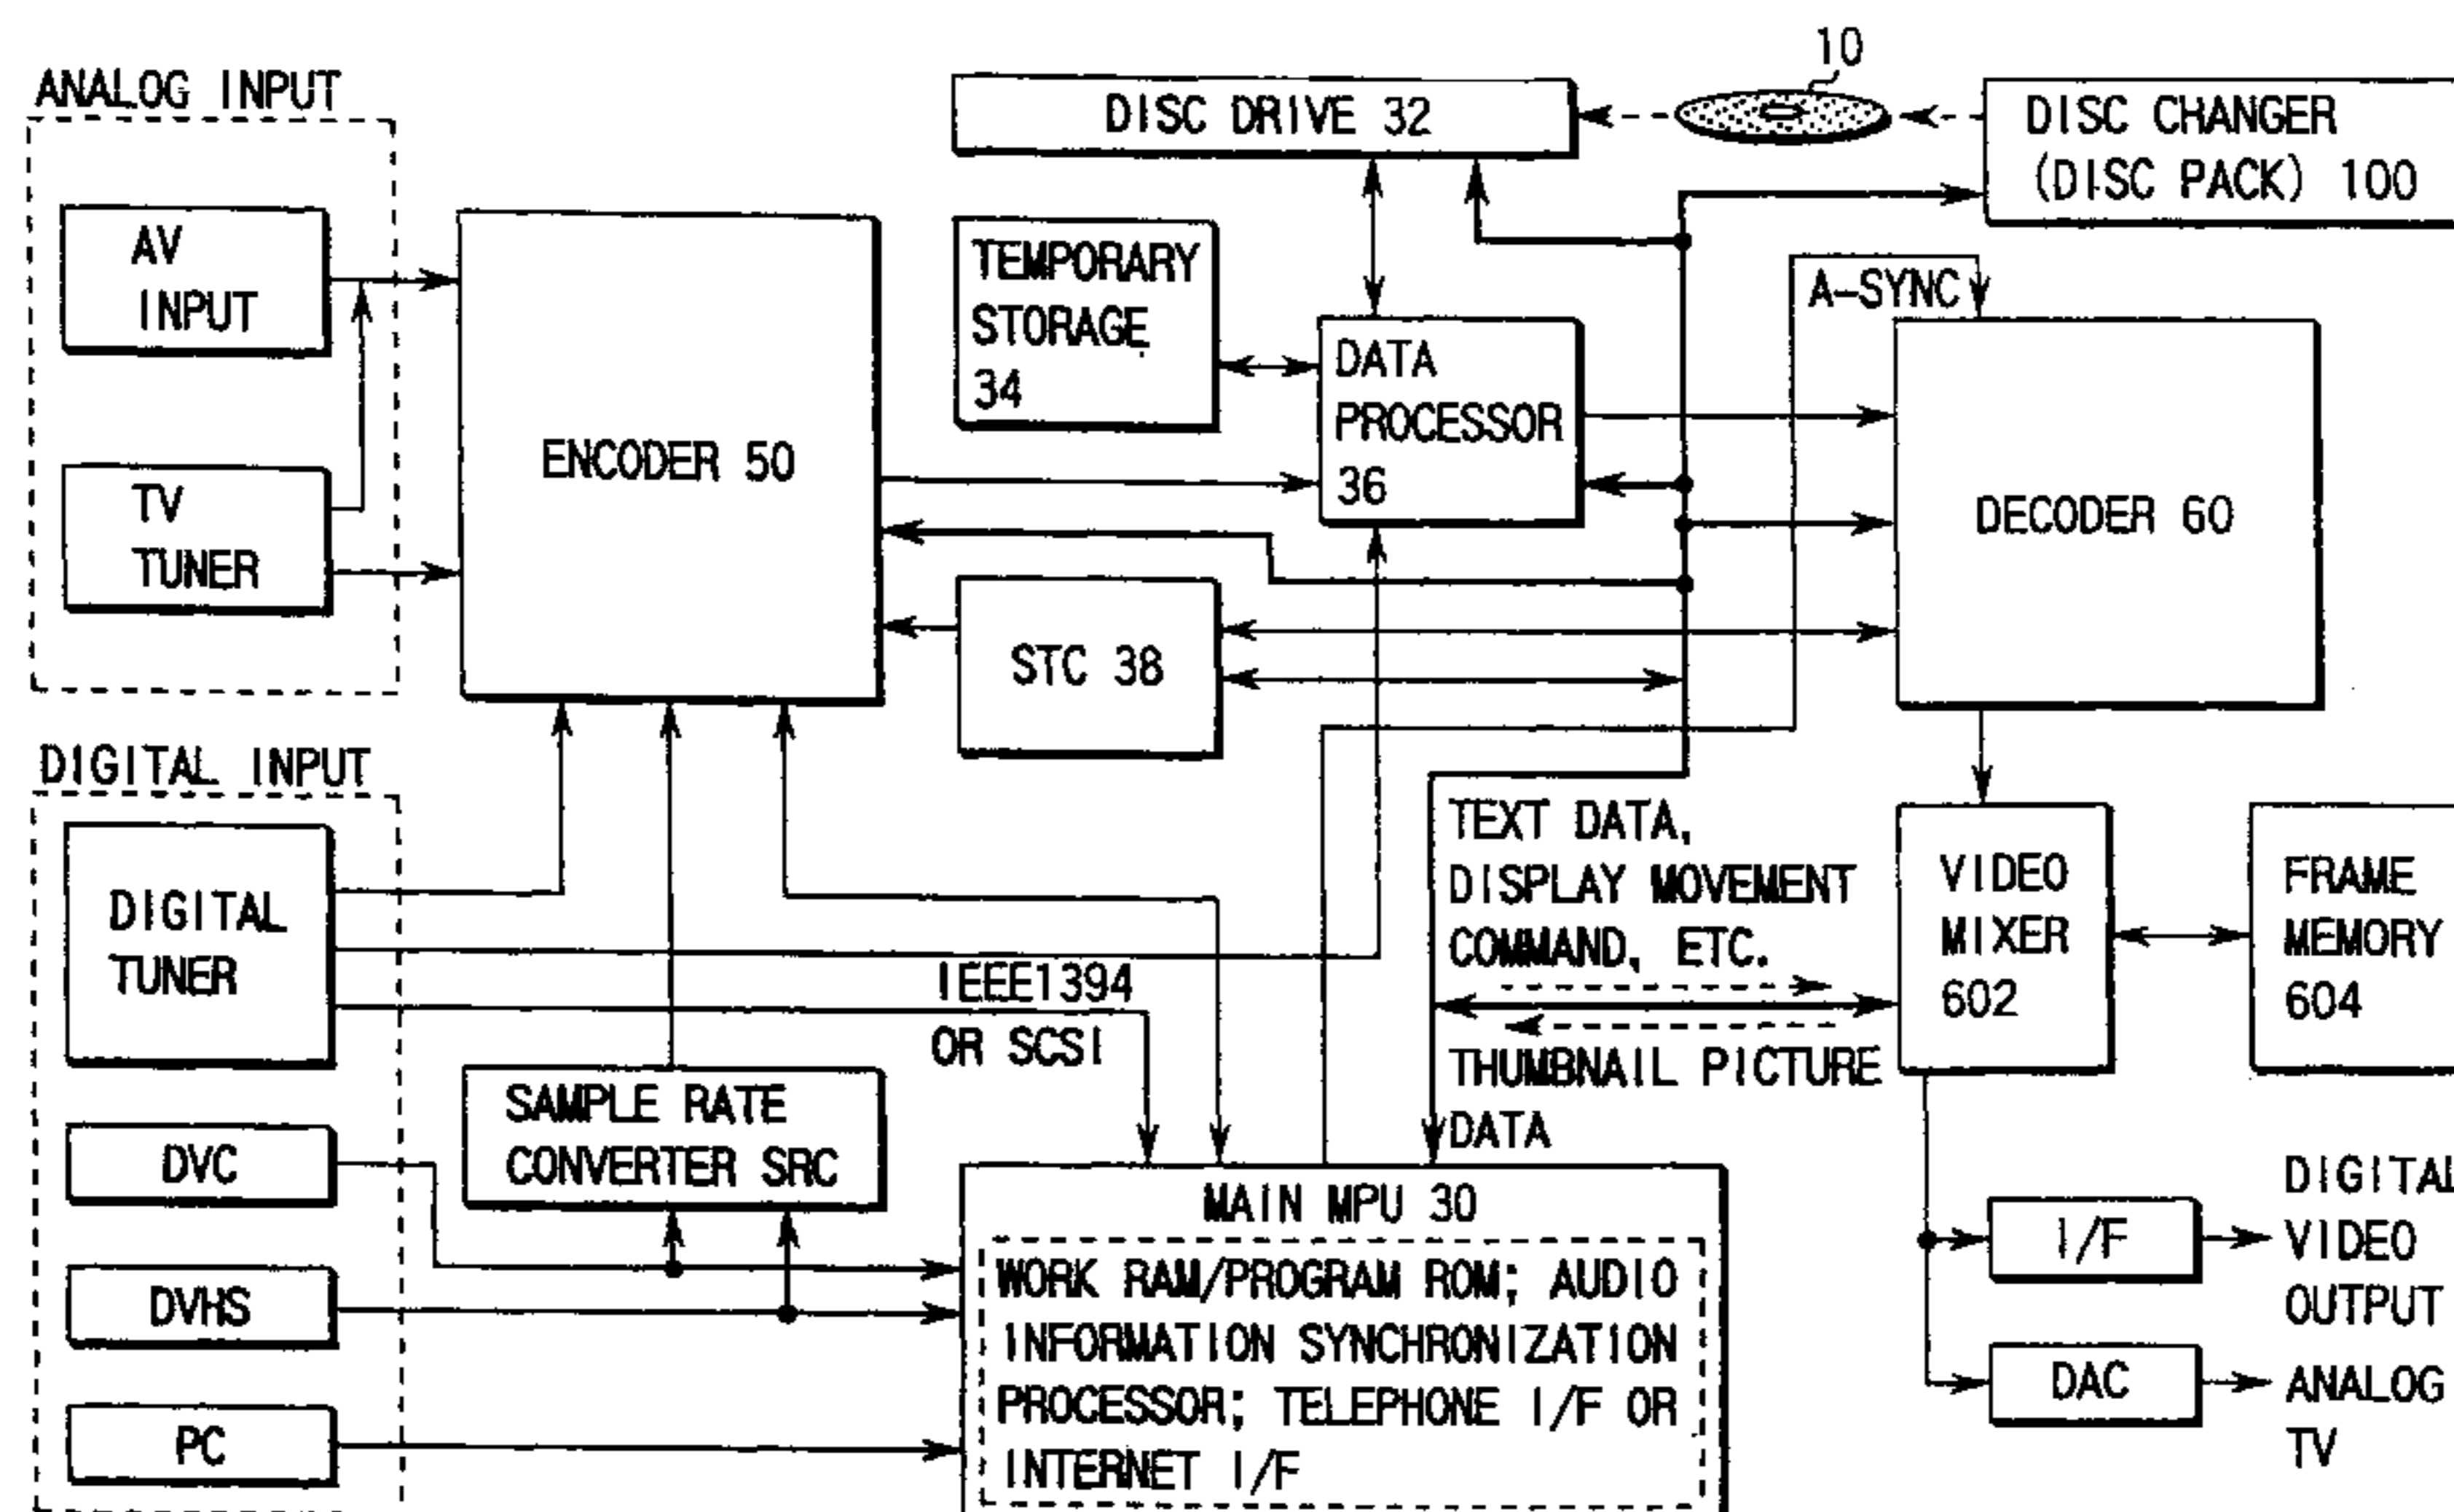 ANALOG INPUT
AV
INPUT
TV
TUNER
ENCODER 50
DISC DRIVE 32
10
DISC CHANGER
(DISC PACK) 100
TEMPORARY
STORAGE
34
DATA
PROCESSOR
36
A-SYNC
DECODER 60
STC 38
DIGITAL INPUT
DIGITAL
TUNER
DVC
DVHS
PC
IEEE1394
OR SCSI
SAMPLE RATE
CONVERTER SRC
TEXT DATA,
DISPLAY MOVEMENT
COMMAND, ETC.
THUMBNAIL PICTURE
DATA
VIDEO
MIXER
602
FRAME
MEMORY
604
MAIN MPU 30
WORK RAM/PROGRAM ROM; AUDIO
INFORMATION SYNCHRONIZATION
PROCESSOR; TELEPHONE I/F OR
INTERNET I/F
I/F
DIGITAL
VIDEO
OUTPUT
DAC
ANALOG
TV